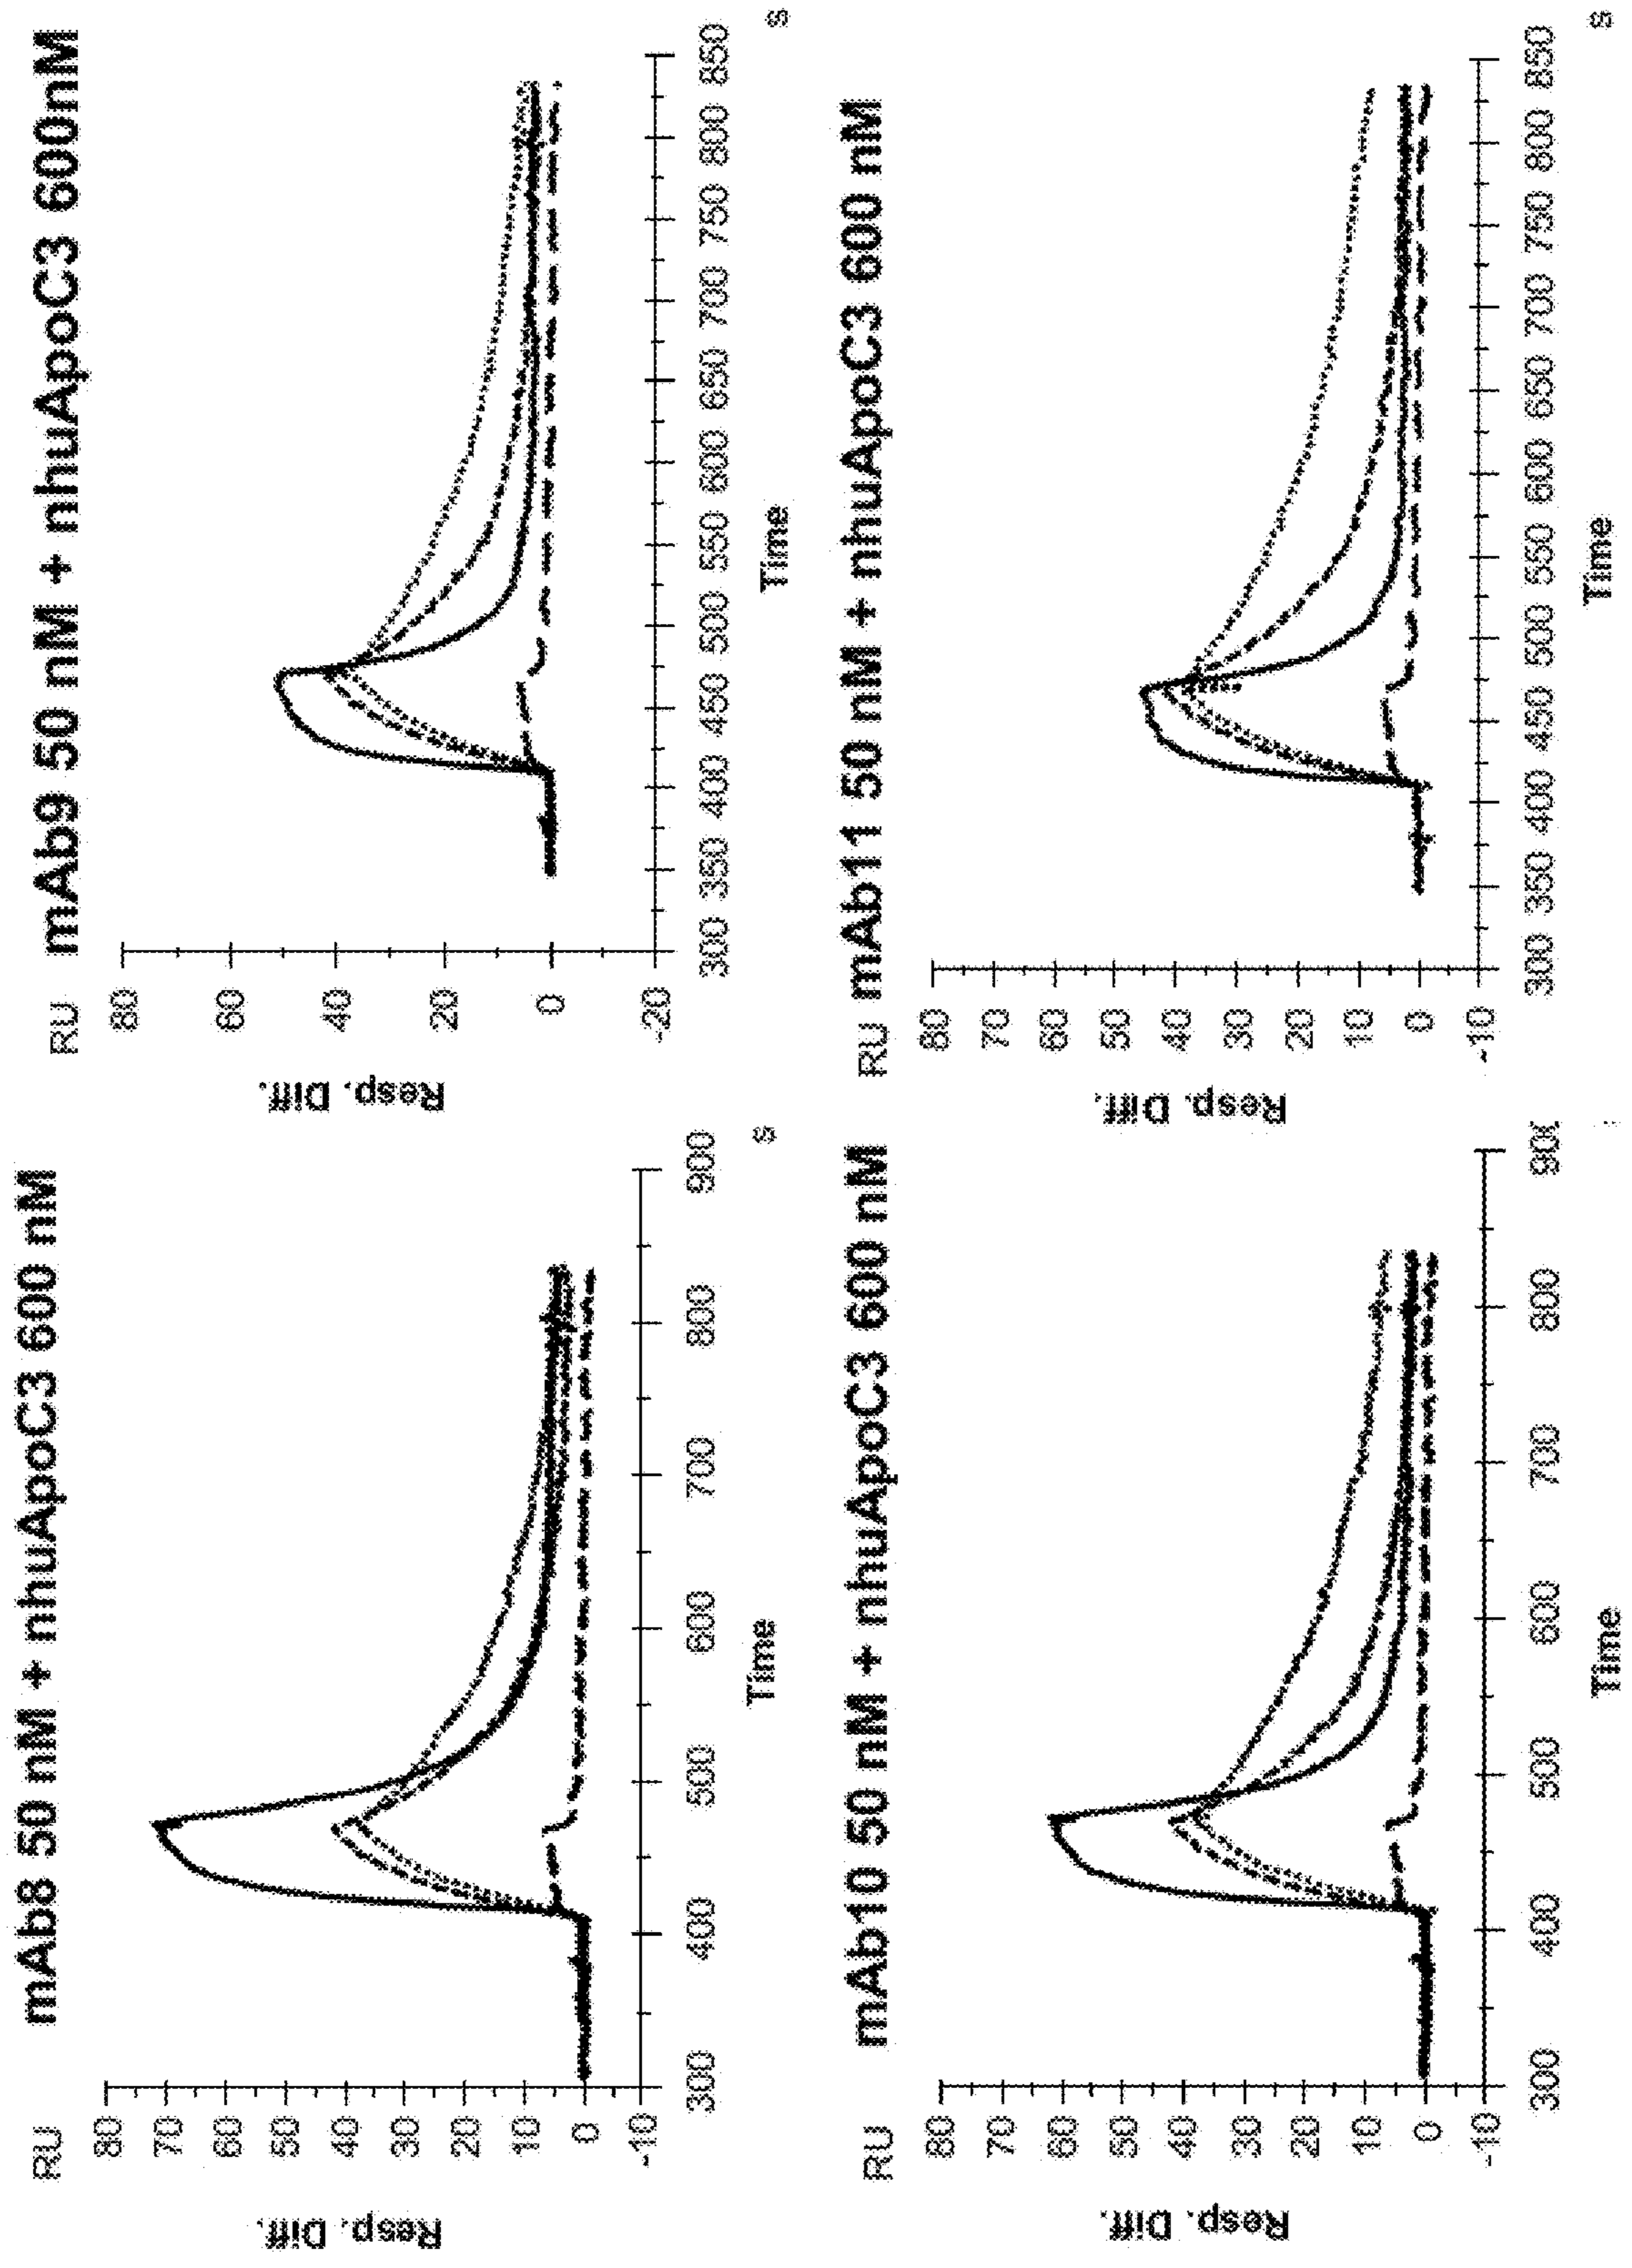 mAb8 50 nM + nhuApoC3 600 nM
RU
80
70
60
50
40
30
20
10
0
-10
Resp. Diff.
300 400 500 600 700 800 900
Time
s
mAb9 50 nM + nhuApoC3 600nM
RU
80
60
40
20
0
-20
Resp. Diff.
300 350 400 450 500 550 600 650 700 750 800 850
Time
s
mAb10 50 nM + nhuApoC3 600 nM
RU
80
70
60
50
40
30
20
10
0
-10
Resp. Diff.
300 400 500 600 700 800
Time
mAb11 50 nM + nhuApoC3 600 nM
RU
80
70
60
50
40
30
20
10
0
-10
Resp. Diff.
300 350 400 450 500 550 600 650 700 750 800 850
Time
s